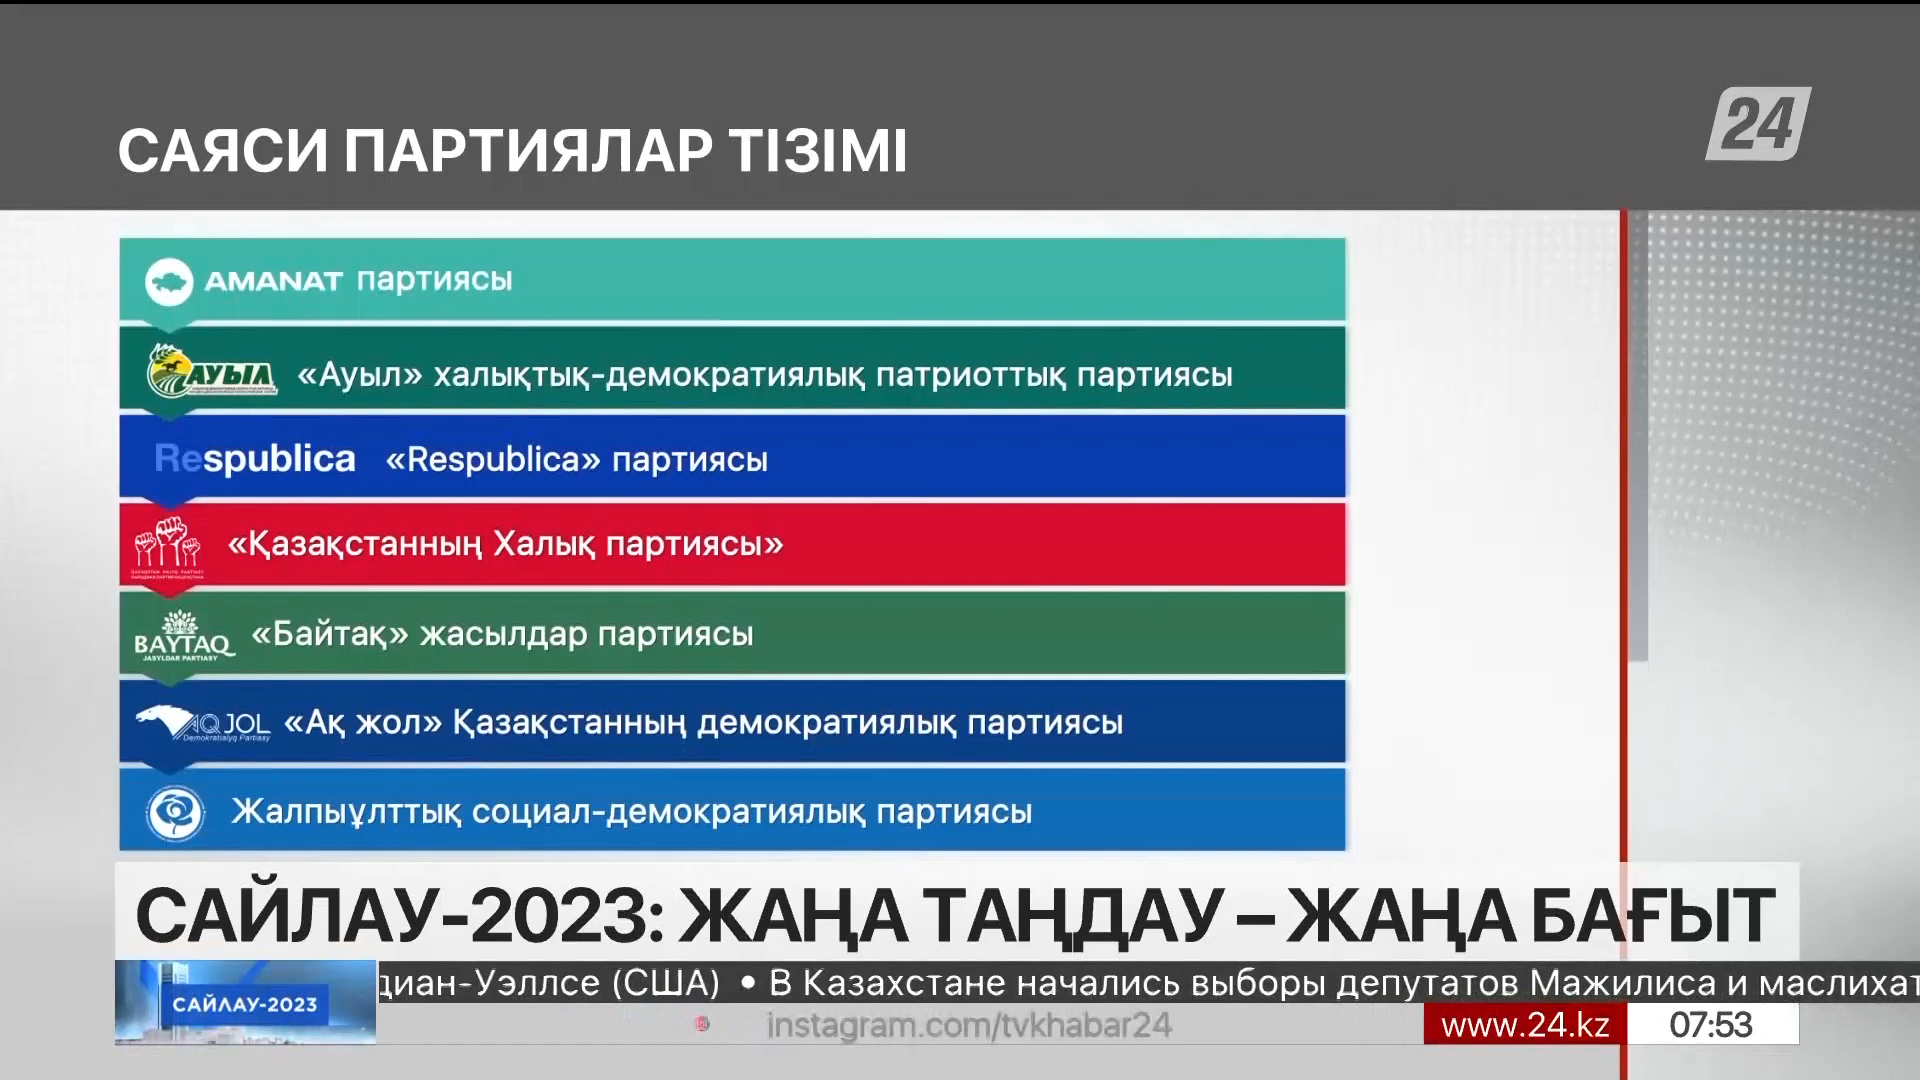 САЯСИ ПАРТИЯЛАР ТІЗІМІ
24
AMANAT партиясы
АУЫЛ «Ауыл» халықтық-демократиялық патриоттық партиясы
Respublica «Respublica» партиясы
«Қазақстанның Халық партиясы»
BAYTAQ «Байтақ» жасылдар партиясы
JASYLDAR PARTIASY
AQ JOL «Ақ жол» Қазақстанның демократиялық партиясы
Demokratialyq Partiasy
Жалпыұлттық социал-демократиялық партиясы
САЙЛАУ-2023: ЖАҢА ТАҢДАУ – ЖАҢА БАҒЫТ
САЙЛАУ-2023
диан-Уэллсе (США) • В Казахстане начались выборы депутатов Мажилиса и маслихат
instagram.com/tvkhabar24
www.24.kz
07:53